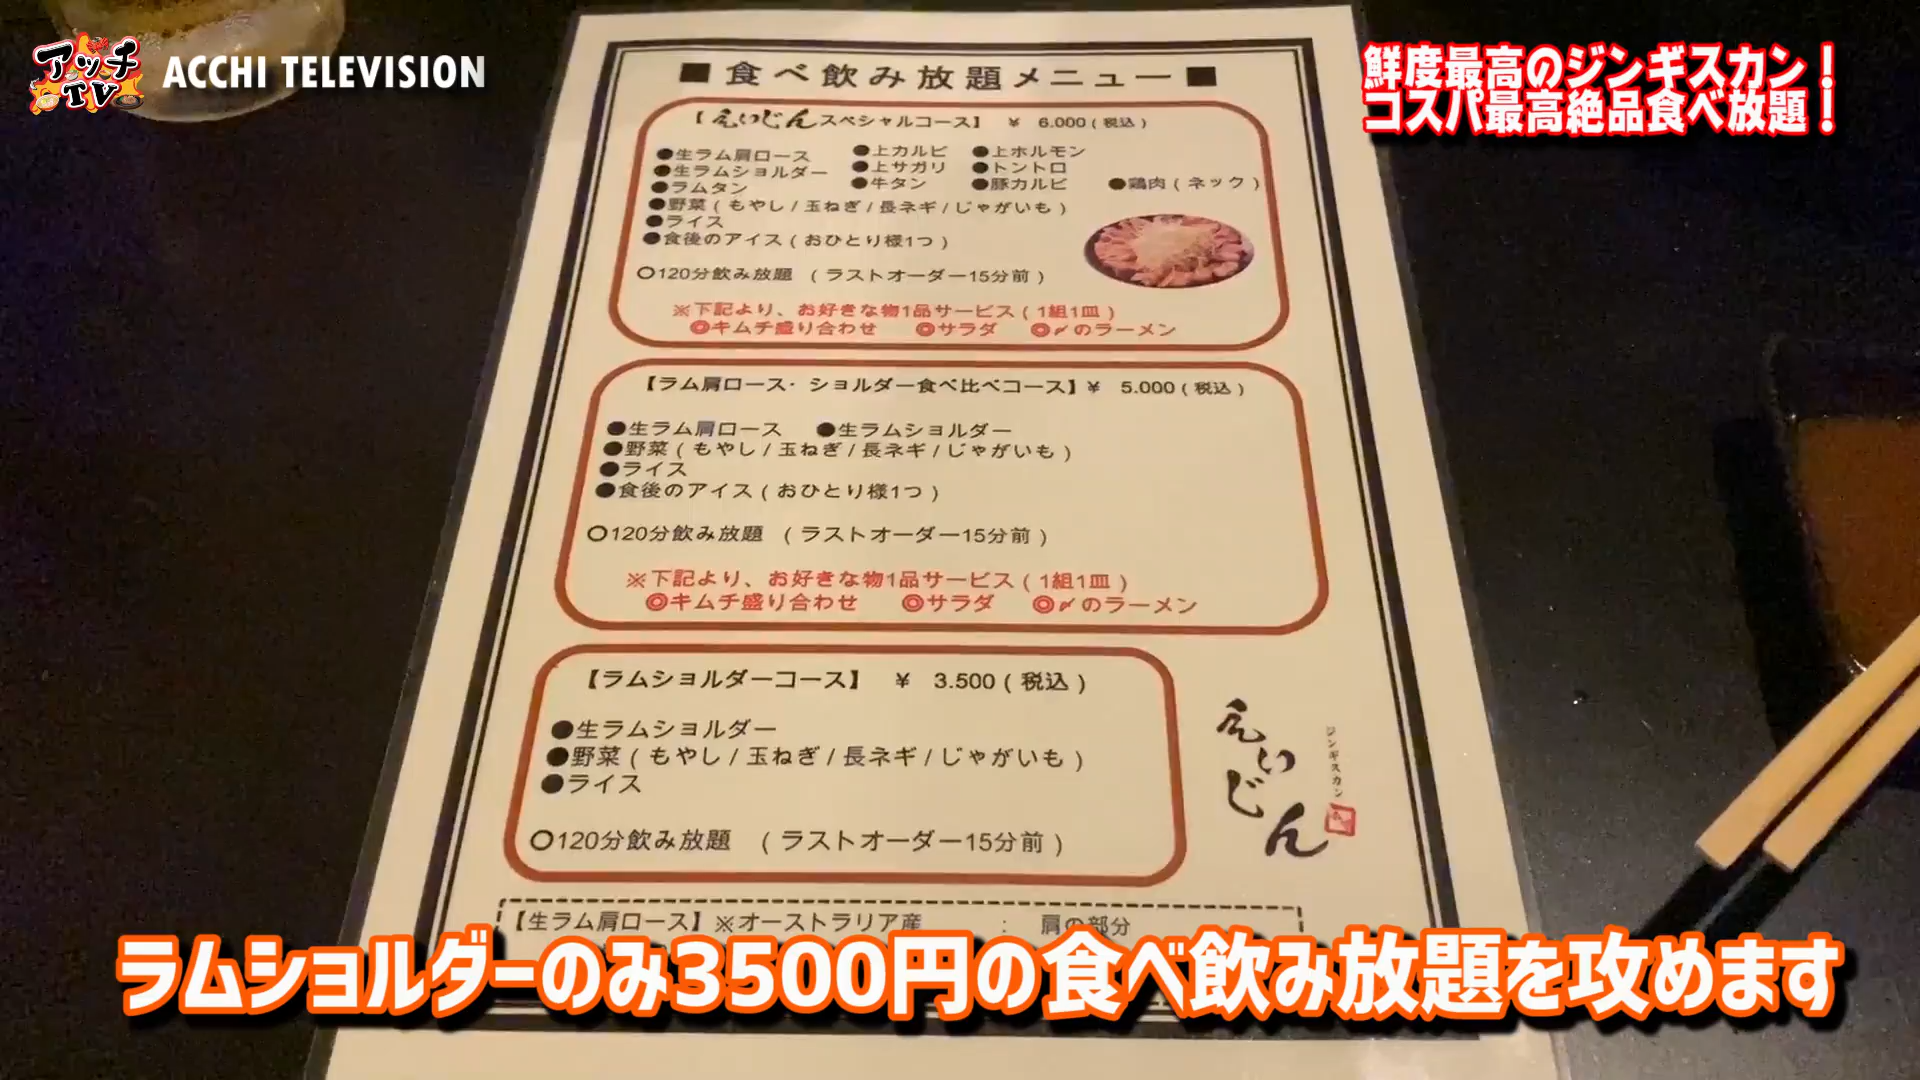 アッチTV
ACCHI TELEVISION
鮮度最高のジンギスカン！
コスパ最高絶品食べ放題！
■食べ飲み放題メニュー■
【えいじんスペシャルコース】 ¥ 6.000(税込)
●生ラム肩ロース ●上カルビ ●上ホルモン
●生ラムショルダー ●上サガリ ●トントロ
●ラムタン ●牛タン ●豚カルビ ●鶏肉(ネック)
●野菜(もやし/玉ねぎ/長ネギ/じゃがいも)
●ライス
●食後のアイス(おひとり様1つ)
○120分飲み放題 (ラストオーダー15分前)
※下記より、お好きな物1品サービス(1組1皿)
◎キムチ盛り合わせ ◎サラダ ◎〆のラーメン
【ラム肩ロース・ショルダー食べ比べコース】¥ 5.000(税込)
●生ラム肩ロース ●生ラムショルダー
●野菜(もやし/玉ねぎ/長ネギ/じゃがいも)
●ライス
●食後のアイス(おひとり様1つ)
○120分飲み放題 (ラストオーダー15分前)
※下記より、お好きな物1品サービス(1組1皿)
◎キムチ盛り合わせ ◎サラダ ◎〆のラーメン
【ラムショルダーコース】 ¥ 3.500(税込)
●生ラムショルダー
●野菜(もやし/玉ねぎ/長ネギ/じゃがいも)
●ライス
○120分飲み放題 (ラストオーダー15分前)
ジンギスカン
えいじん
【生ラム肩ロース】※オーストラリア産 : 肩の部分
ラムショルダーのみ3500円の食べ飲み放題を攻めます